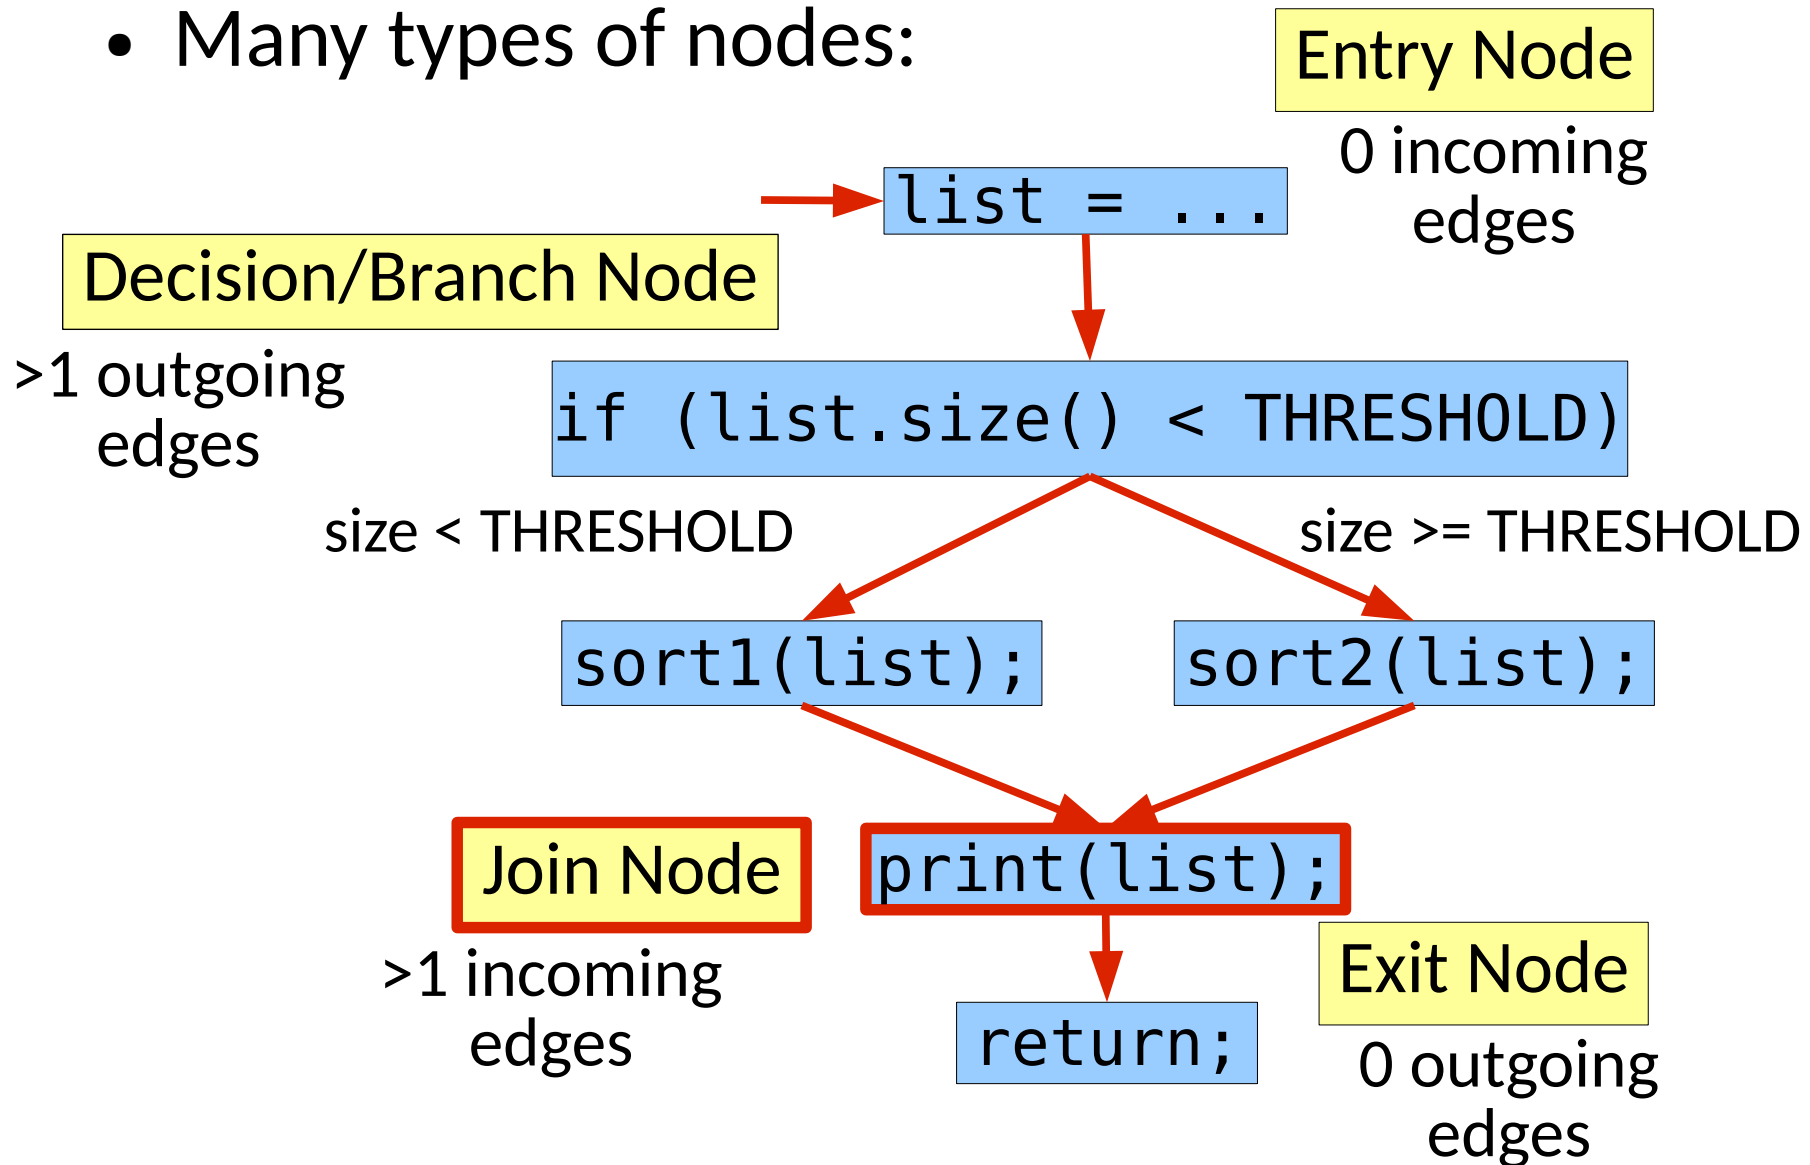 • Many types of nodes:
Entry Node
0 incoming
edges
list = ...
Decision/Branch Node
>1 outgoing
edges
if (list.size() < THRESHOLD)
size < THRESHOLD
size >= THRESHOLD
sort1(list);
sort2(list);
Join Node
print(list);
>1 incoming
edges
Exit Node
return;
0 outgoing
edges